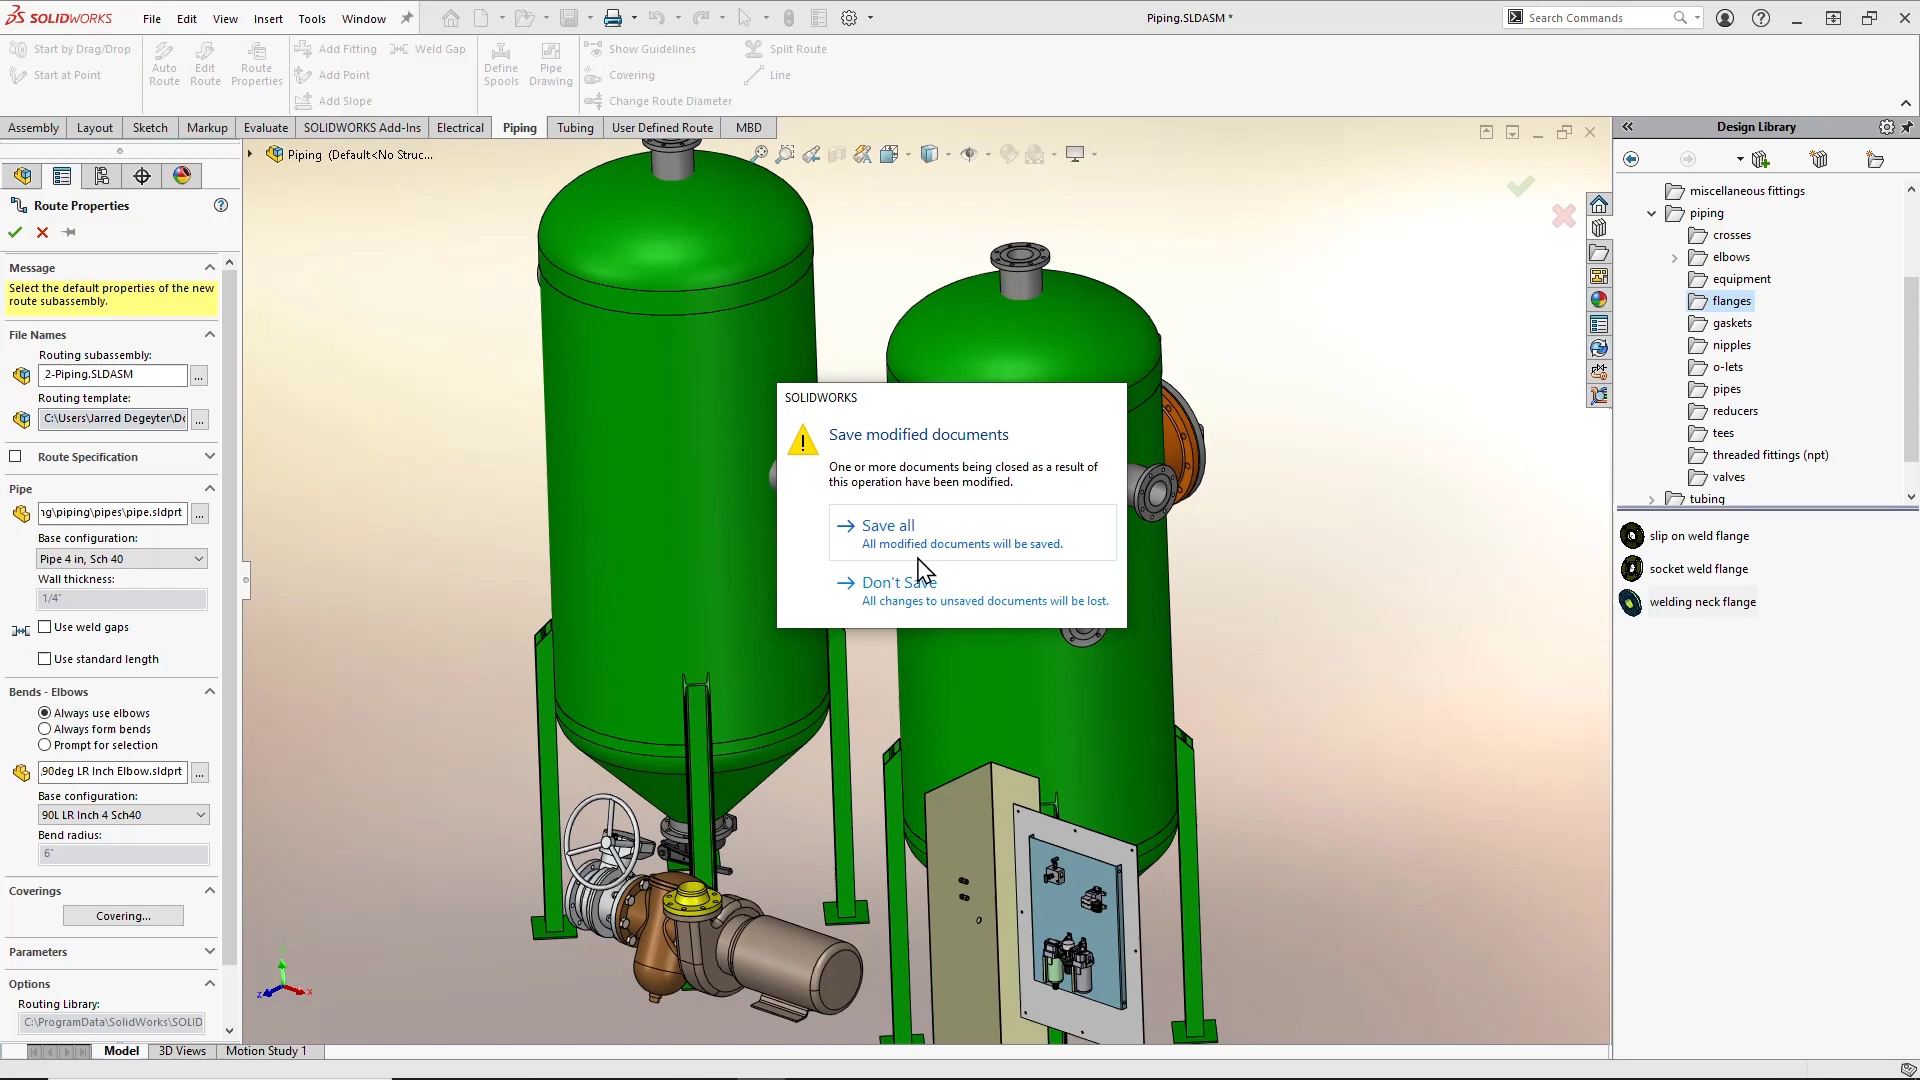 SOLIDWORKS
File Edit View Insert Tools Window
Piping.SLDASM *
Search Commands
Start by Drag/Drop
Start at Point
Auto Route
Edit Route
Route Properties
Add Fitting
Weld Gap
Add Point
Add Slope
Define Spools
Pipe Drawing
Show Guidelines
Covering
Change Route Diameter
Split Route
Line
Assembly Layout Sketch Markup Evaluate SOLIDWORKS Add-Ins Electrical Piping Tubing User Defined Route MBD
Piping (Default<No Struc...
Route Properties
Message
Select the default properties of the new
route subassembly.
File Names
Routing subassembly:
2-Piping.SLDASM
...
Routing template:
C:\Users\Jarred Degeyter\Do
...
Route Specification
Pipe
ng\piping\pipes\pipe.sldprt
...
Base configuration:
Pipe 4 in, Sch 40
Wall thickness:
1/4"
Use weld gaps
Use standard length
Bends - Elbows
Always use elbows
Always form bends
Prompt for selection
90deg LR Inch Elbow.sldprt
...
Base configuration:
90L LR Inch 4 Sch40
Bend radius:
6"
Coverings
Covering...
Parameters
Options
Routing Library:
C:\ProgramData\SolidWorks\SOLID
Model 3D Views Motion Study 1
SOLIDWORKS
Save modified documents
One or more documents being closed as a result of
this operation have been modified.
Save all
All modified documents will be saved.
Don't Save
All changes to unsaved documents will be lost.
Design Library
miscellaneous fittings
piping
crosses
elbows
equipment
flanges
gaskets
nipples
o-lets
pipes
reducers
tees
threaded fittings (npt)
valves
tubing
slip on weld flange
socket weld flange
welding neck flange